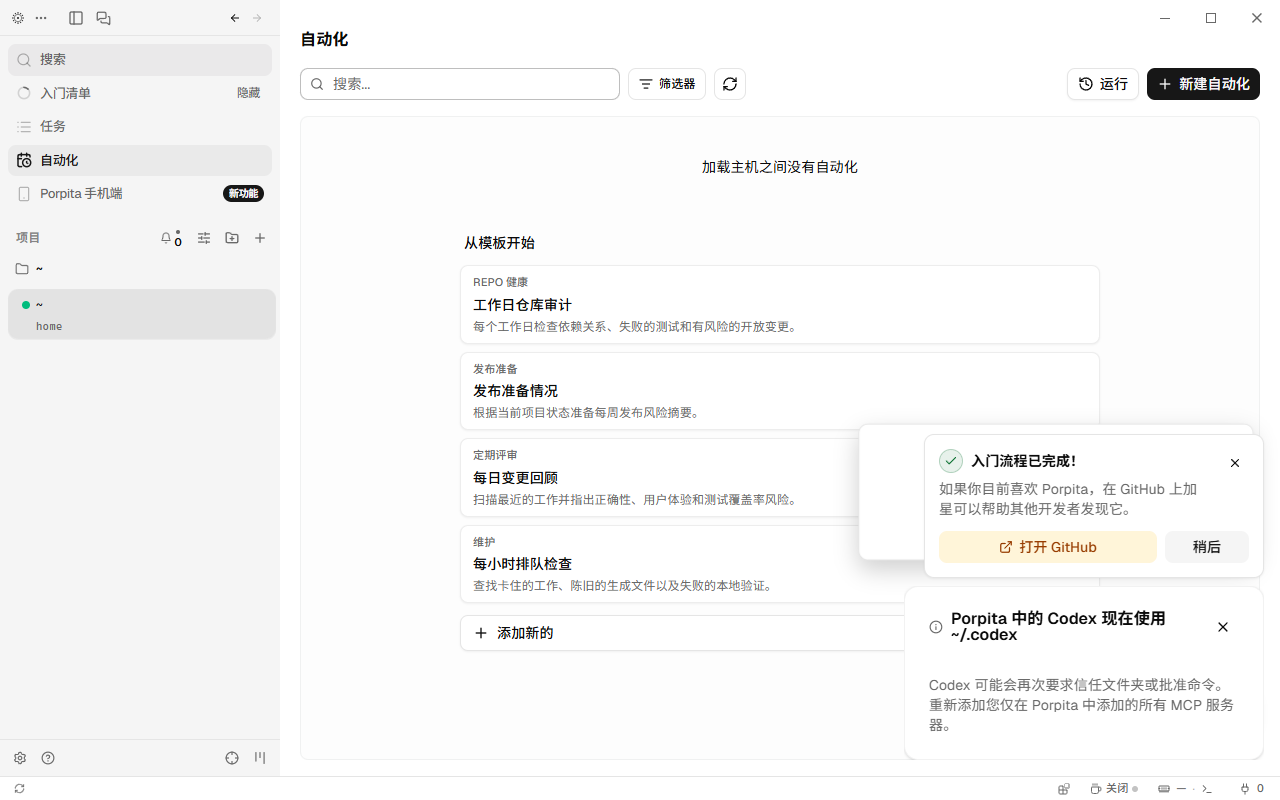 搜索
入门清单
隐藏
任务
自动化
Porpita 手机端
新功能
项目
0
~
~
home
自动化
搜索...
筛选器
运行
新建自动化
加载主机之间没有自动化
从模板开始
REPO 健康
工作日仓库审计
每个工作日检查依赖关系、失败的测试和有风险的开放变更。
发布准备
发布准备情况
根据当前项目状态准备每周发布风险摘要。
定期评审
每日变更回顾
扫描最近的工作并指出正确性、用户体验和测试覆盖率风险。
维护
每小时排队检查
查找卡住的工作、陈旧的生成文件以及失败的本地验证。
添加新的
入门流程已完成！
如果你目前喜欢 Porpita，在 GitHub 上加
星可以帮助其他开发者发现它。
打开 GitHub
稍后
Porpita 中的 Codex 现在使用
~/.codex
Codex 可能会再次要求信任文件夹或批准命令。
重新添加您仅在 Porpita 中添加的所有 MCP 服务
器。
关闭
0